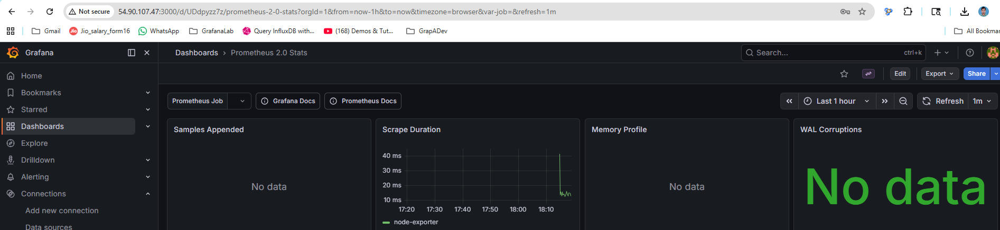 Not secure 54.90.107.47:3000/d/UDdpyzz7z/prometheus-2-0-stats?orgId=1&from=now-1h&to=now&timezone=browser&var-job=&refresh=1m
Gmail Jio_salary_form16 WhatsApp GrafanaLab Query InfluxDB with... (168) Demos & Tut... GrapADev All Bookmar
Grafana Dashboards › Prometheus 2.0 Stats Search... ctrl+k
Home Edit Export Share
Bookmarks
Starred
Prometheus Job Grafana Docs Prometheus Docs Last 1 hour Refresh 1m
Dashboards
Samples Appended Scrape Duration Memory Profile WAL Corruptions
Explore
Drilldown
Alerting
Connections
Add new connection
Data sources
No data
40 ms
30 ms
20 ms
10 ms
17:20 17:30 17:40 17:50 18:00 18:10
node-exporter
No data
No data